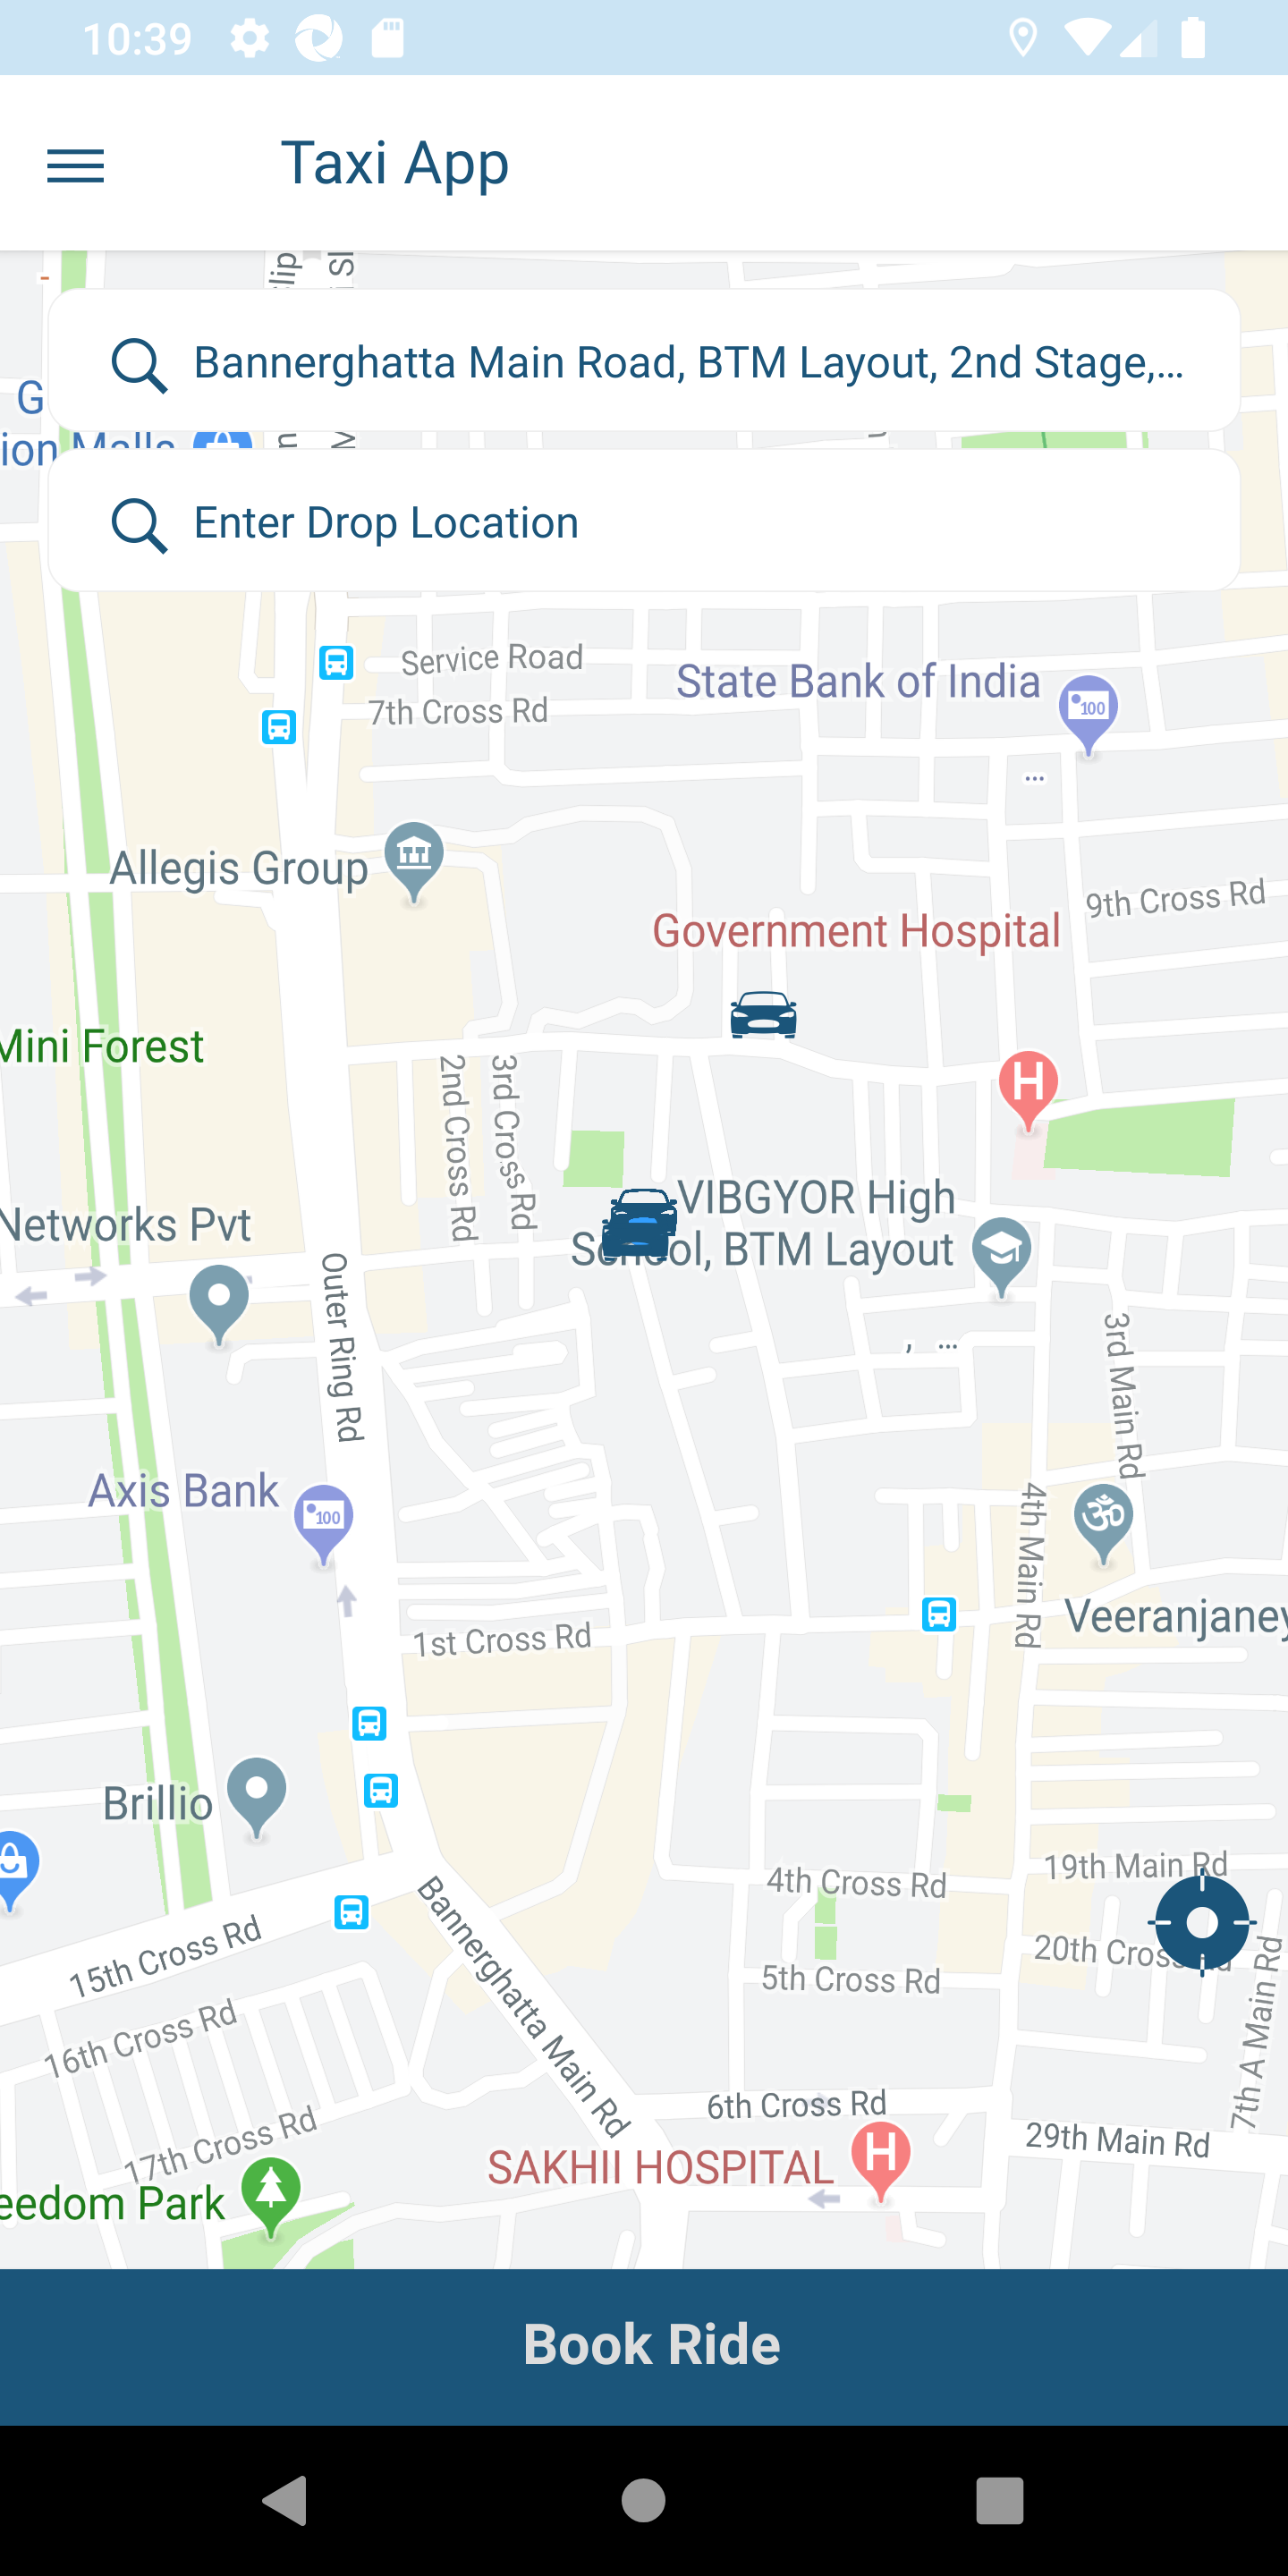 10:39
Taxi App
Bannerghatta Main Road, BTM Layout, 2nd Stage,...
Enter Drop Location
Service Road
State Bank of India
7th Cross Rd
100
...
Allegis Group
9th Cross Rd
Government Hospital
Mini Forest
2nd Cross Rd
3rd Cross Rd
H
VIBGYOR High
School, BTM Layout
Networks Pvt
Outer Ring Rd
, ...
3rd Main Rd
Axis Bank
100
4th Main Rd
ॐ
Veeranjaney
1st Cross Rd
Brillio
19th Main Rd
4th Cross Rd
15th Cross Rd
Bannerghatta Main Rd
20th Cross Rd
5th Cross Rd
16th Cross Rd
7th A Main Rd
6th Cross Rd
17th Cross Rd
29th Main Rd
SAKHII HOSPITAL
H
eedom Park
Book Ride